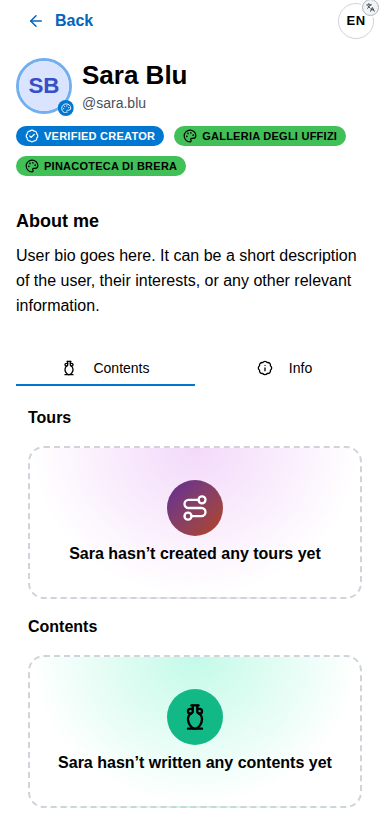 Back
EN
SB
Sara Blu
@sara.blu
VERIFIED CREATOR
GALLERIA DEGLI UFFIZI
PINACOTECA DI BRERA
About me
User bio goes here. It can be a short description
of the user, their interests, or any other relevant
information.
Contents
Info
Tours
Sara hasn’t created any tours yet
Contents
Sara hasn’t written any contents yet